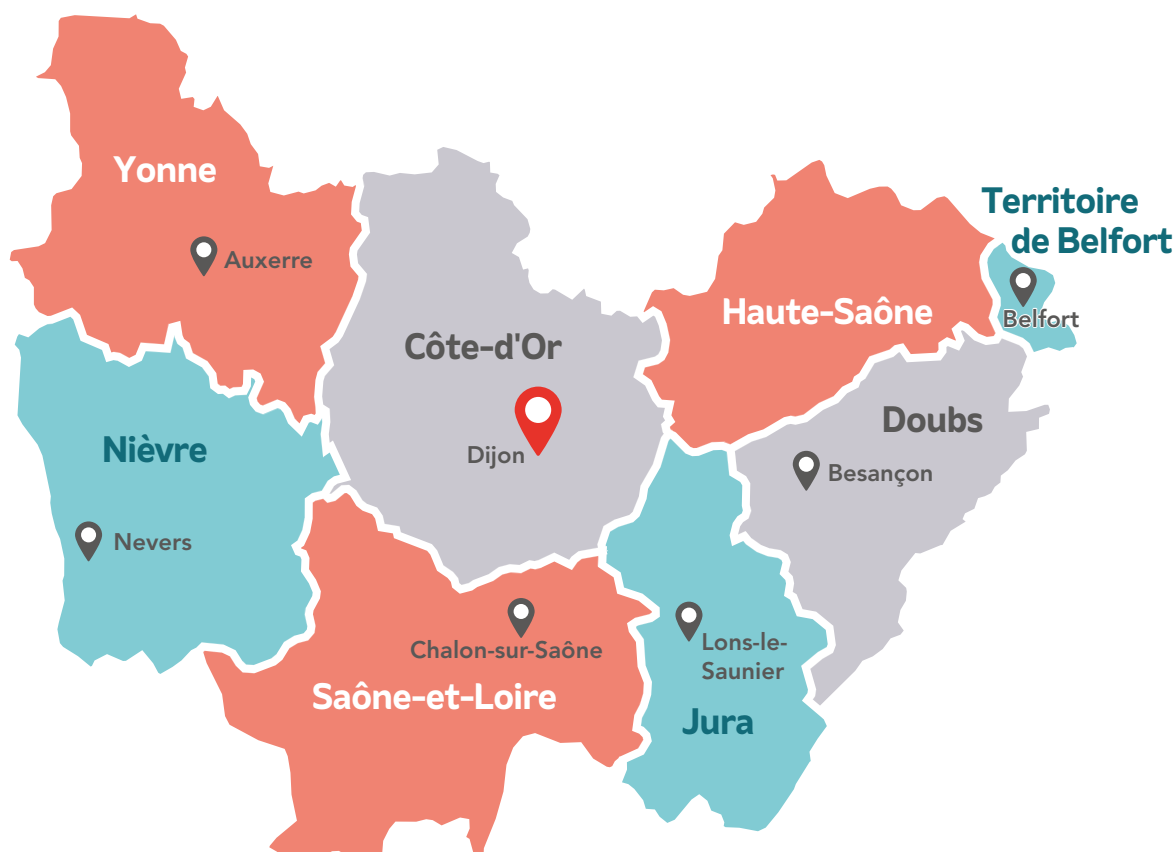 Yonne
Auxerre
Territoire
de Belfort
Belfort
Haute-Saône
Côte-d'Or
Dijon
Doubs
Besançon
Nièvre
Nevers
Chalon-sur-Saône
Saône-et-Loire
Lons-le-
Saunier
Jura